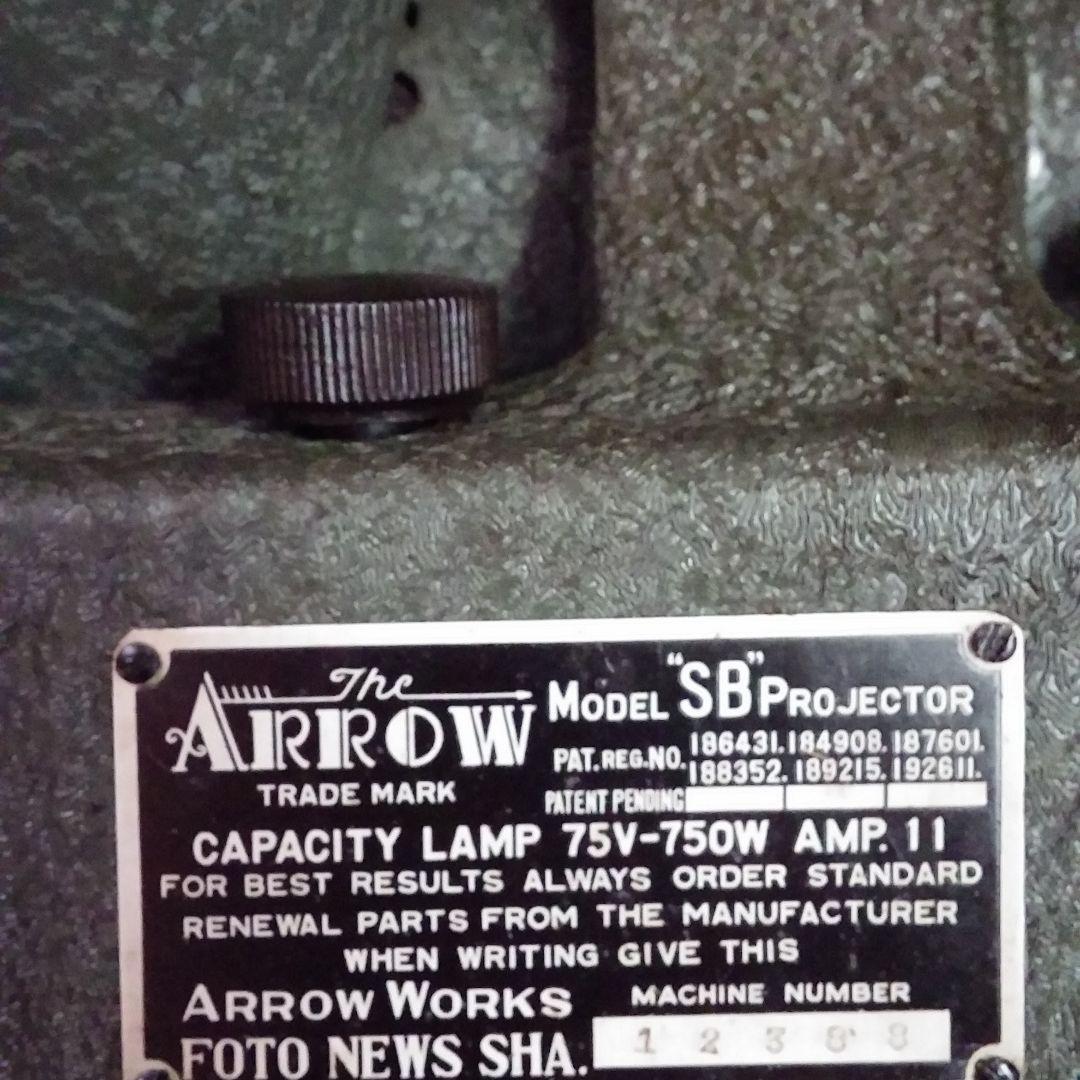 The
ARROW
TRADE MARK
MODEL "SB" PROJECTOR
PAT. REG. NO. 186431. 184908. 187601.
188352. 189215. 192611.
PATENT PENDING
CAPACITY LAMP 75V-750W AMP. 11
FOR BEST RESULTS ALWAYS ORDER STANDARD
RENEWAL PARTS FROM THE MANUFACTURER
WHEN WRITING GIVE THIS
ARROW WORKS
FOTO NEWS SHA.
MACHINE NUMBER
12388